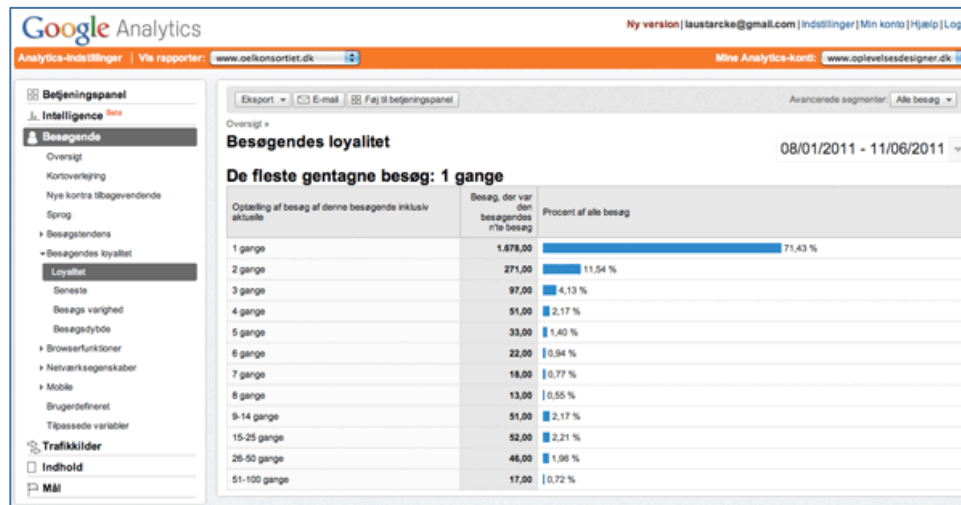 Google Analytics
Ny version | laustarcke@gmail.com | Indstillinger | Min konto | Hjælp | Log
Analytics-indstillinger | Vis rapporter: www.oelkonsortiet.dk
Mine Analytics-konti: www.oplevelsesdesigner.dk
Betjeningspanel
Intelligence Beta
Besøgende
Oversigt
Kortoverlejring
Nye kontra tilbagevendende
Sprog
Besøgstendens
Besøgendes loyalitet
Loyalitet
Seneste
Besøgs varighed
Besøgsdybde
Browserfunktioner
Netværksegenskaber
Mobile
Brugerdefineret
Tilpassede variabler
Trafikkilder
Indhold
Mål
Eksport E-mail Føj til betjeningspanel
Avancerede segmenter: Alle besøg
Oversigt »
Besøgendes loyalitet
08/01/2011 - 11/06/2011
De fleste gentagne besøg: 1 gange
Optælling af besøg af denne besøgende inklusiv
aktuelle
Besøg, der var
den
besøgendes
n'te besøg
Procent af alle besøg
1 gange 1.678,00 71,43 %
2 gange 271,00 11,54 %
3 gange 97,00 4,13 %
4 gange 51,00 2,17 %
5 gange 33,00 1,40 %
6 gange 22,00 0,94 %
7 gange 18,00 0,77 %
8 gange 13,00 0,55 %
9-14 gange 51,00 2,17 %
15-25 gange 52,00 2,21 %
26-50 gange 46,00 1,96 %
51-100 gange 17,00 0,72 %